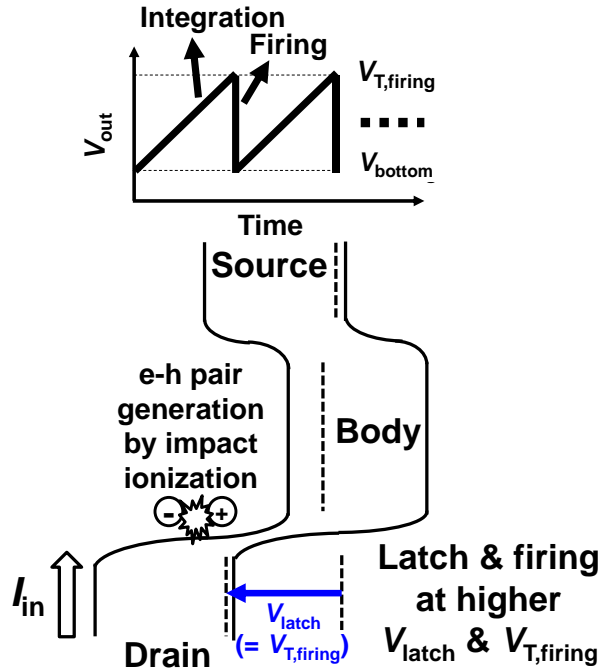 Integration
Firing
V_T,firing
V_out
V_bottom
Time
Source
e-h pair
generation
by impact
ionization
Body
- +
I_in
V_latch
(= V_T,firing)
Drain
Latch & firing
at higher
V_latch & V_T,firing